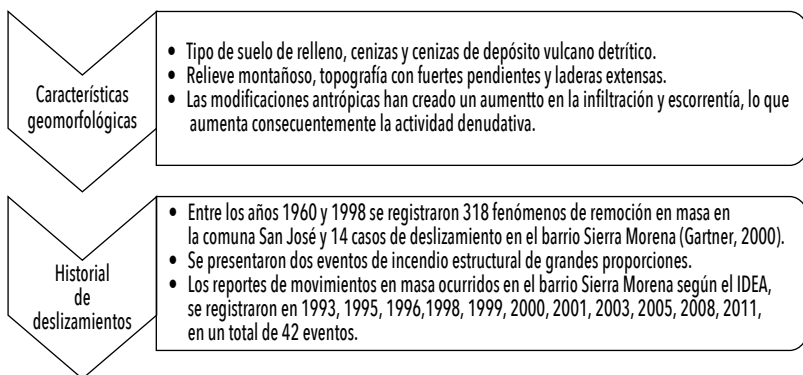 Características
geomorfológicas
• Tipo de suelo de relleno, cenizas y cenizas de depósito vulcano detrítico.
• Relieve montañoso, topografía con fuertes pendientes y laderas extensas.
• Las modificaciones antrópicas han creado un aumentto en la infiltración y escorrentía, lo que
aumenta consecuentemente la actividad denudativa.
Historial
de
deslizamientos
• Entre los años 1960 y 1998 se registraron 318 fenómenos de remoción en masa en
la comuna San José y 14 casos de deslizamiento en el barrio Sierra Morena (Gartner, 2000).
• Se presentaron dos eventos de incendio estructural de grandes proporciones.
• Los reportes de movimientos en masa ocurridos en el barrio Sierra Morena según el IDEA,
se registraron en 1993, 1995, 1996,1998, 1999, 2000, 2001, 2003, 2005, 2008, 2011,
en un total de 42 eventos.